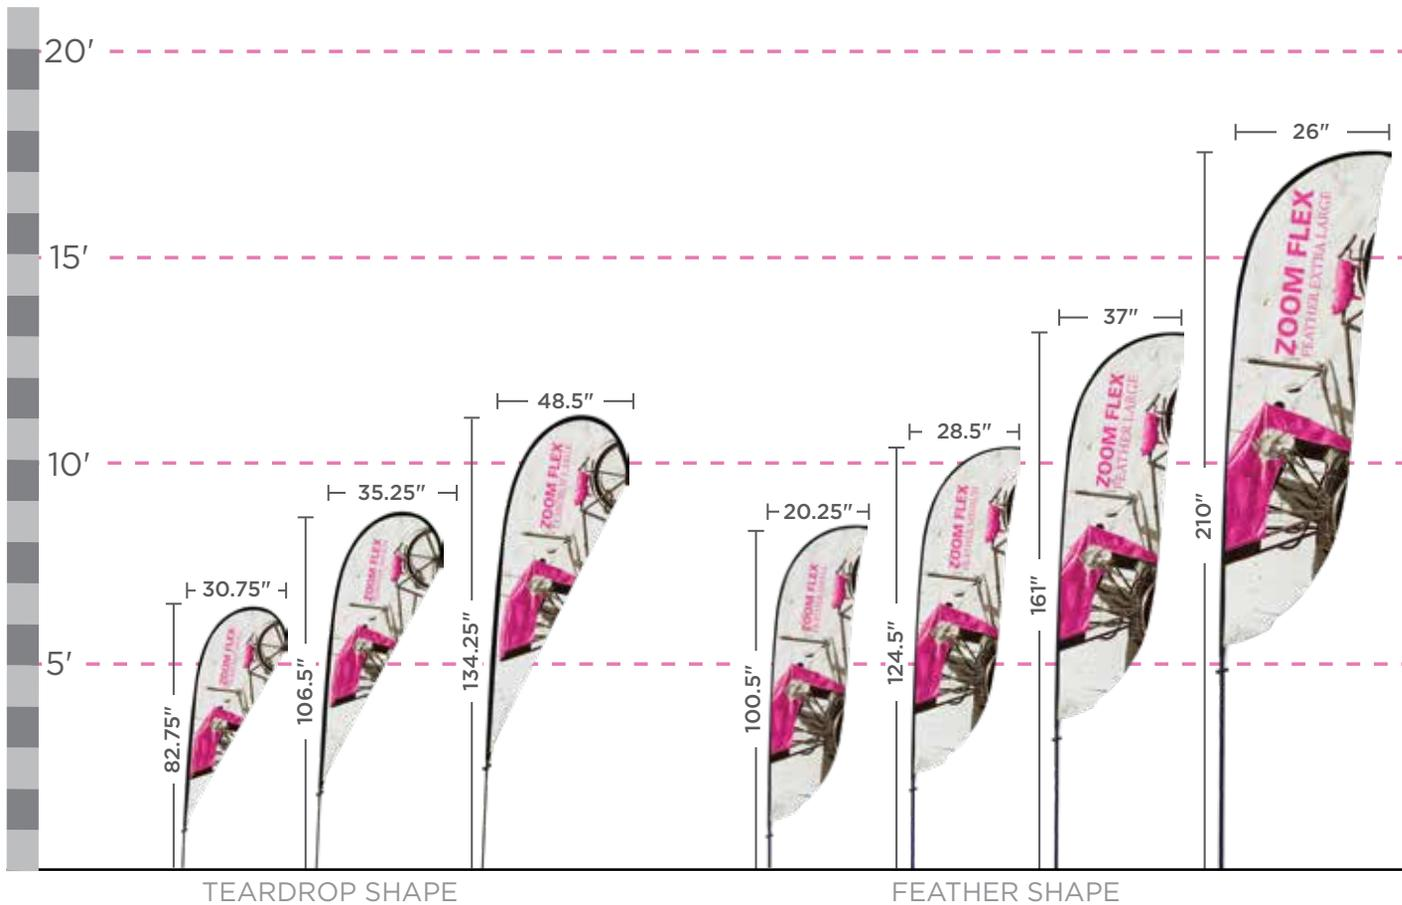 20'
15'
10'
5'
26"
37"
48.5"
28.5"
35.25"
20.25"
30.75"
82.75"
106.5"
134.25"
100.5"
124.5"
161"
210"
ZOOM FLEX
ZOOM FLEX
ZOOM FLEX
ZOOM FLEX
ZOOM FLEX
FEATHER MEDIUM
ZOOM FLEX
FEATHER LARGE
ZOOM FLEX
FEATHER EXTRA LARGE
TEARDROP SHAPE
FEATHER SHAPE